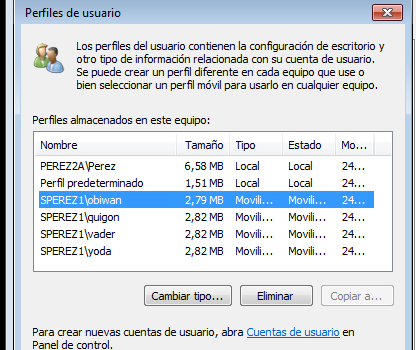 Perfiles de usuario
Los perfiles del usuario contienen la configuración de escritorio y
otro tipo de información relacionada con su cuenta de usuario.
Se puede crear un perfil diferente en cada equipo que use o
bien seleccionar un perfil móvil para usarlo en cualquier equipo.
Perfiles almacenados en este equipo:
Nombre Tamaño Tipo Estado Mo...
PEREZ2A\Perez 6,58 MB Local Local 24...
Perfil predeterminado 1,51 MB Local Local 24...
SPEREZ1\obiwan 2,79 MB Movili... Movili... 24...
SPEREZ1\quigon 2,82 MB Movili... Movili... 24...
SPEREZ1\vader 2,82 MB Movili... Movili... 24...
SPEREZ1\yoda 2,82 MB Movili... Movili... 24...
Cambiar tipo... Eliminar Copiar a...
Para crear nuevas cuentas de usuario, abra Cuentas de usuario en
Panel de control.